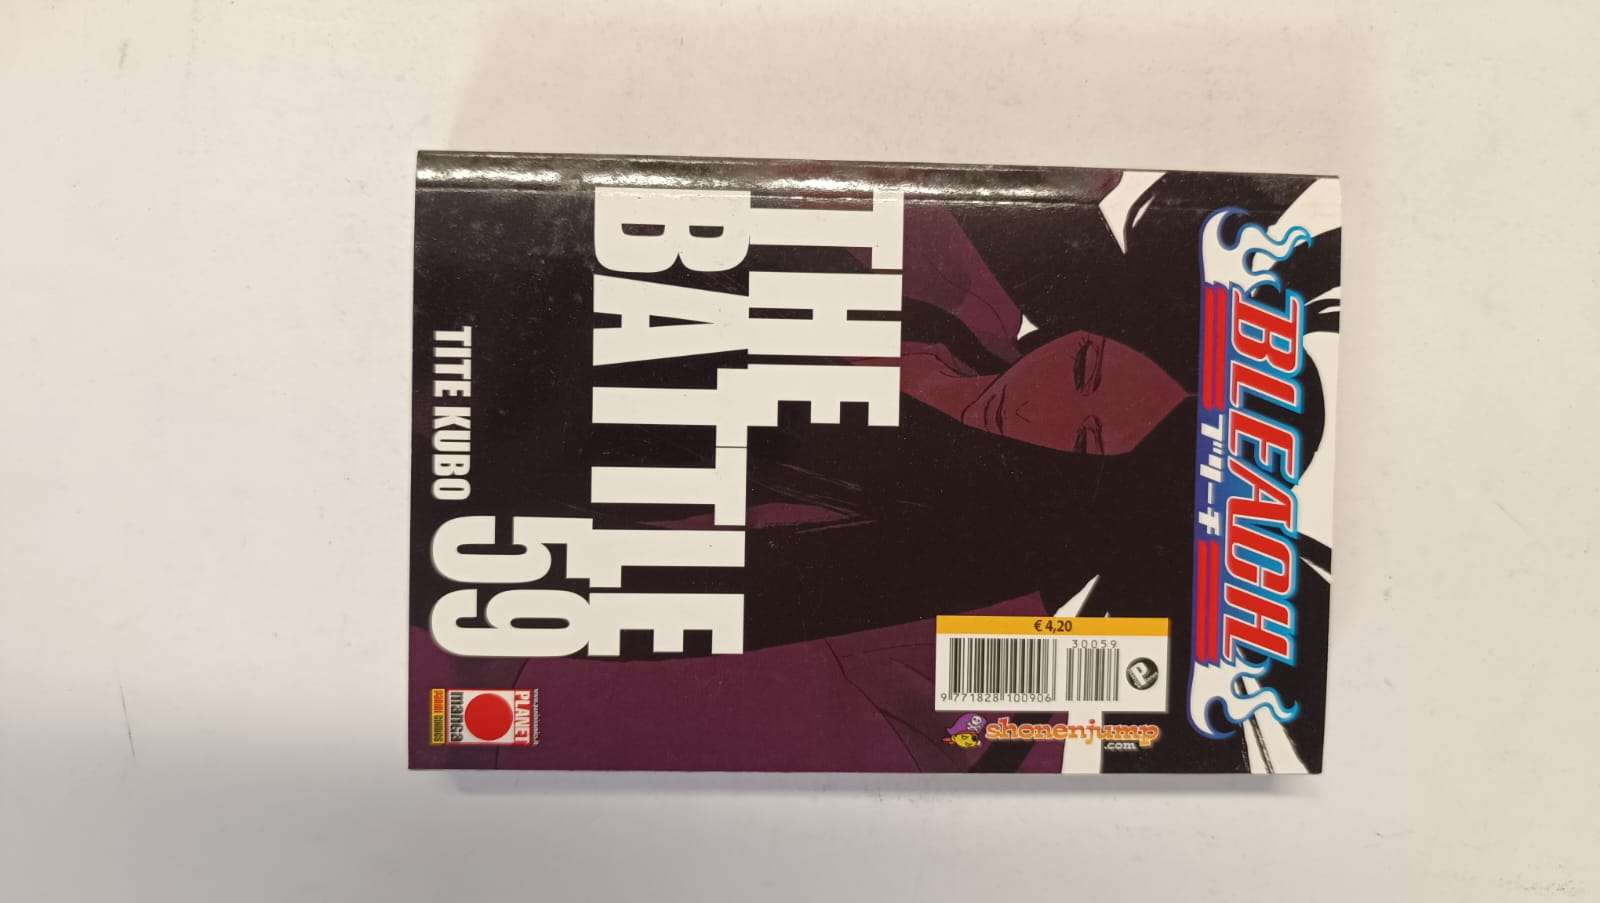 BLEACH
ブリーチ
€ 4,20
30059
9 771828 100906
P
shonenjump
.com
THE
BATTLE
TITE KUBO
59
PLANET
manga
PANINI COMICS